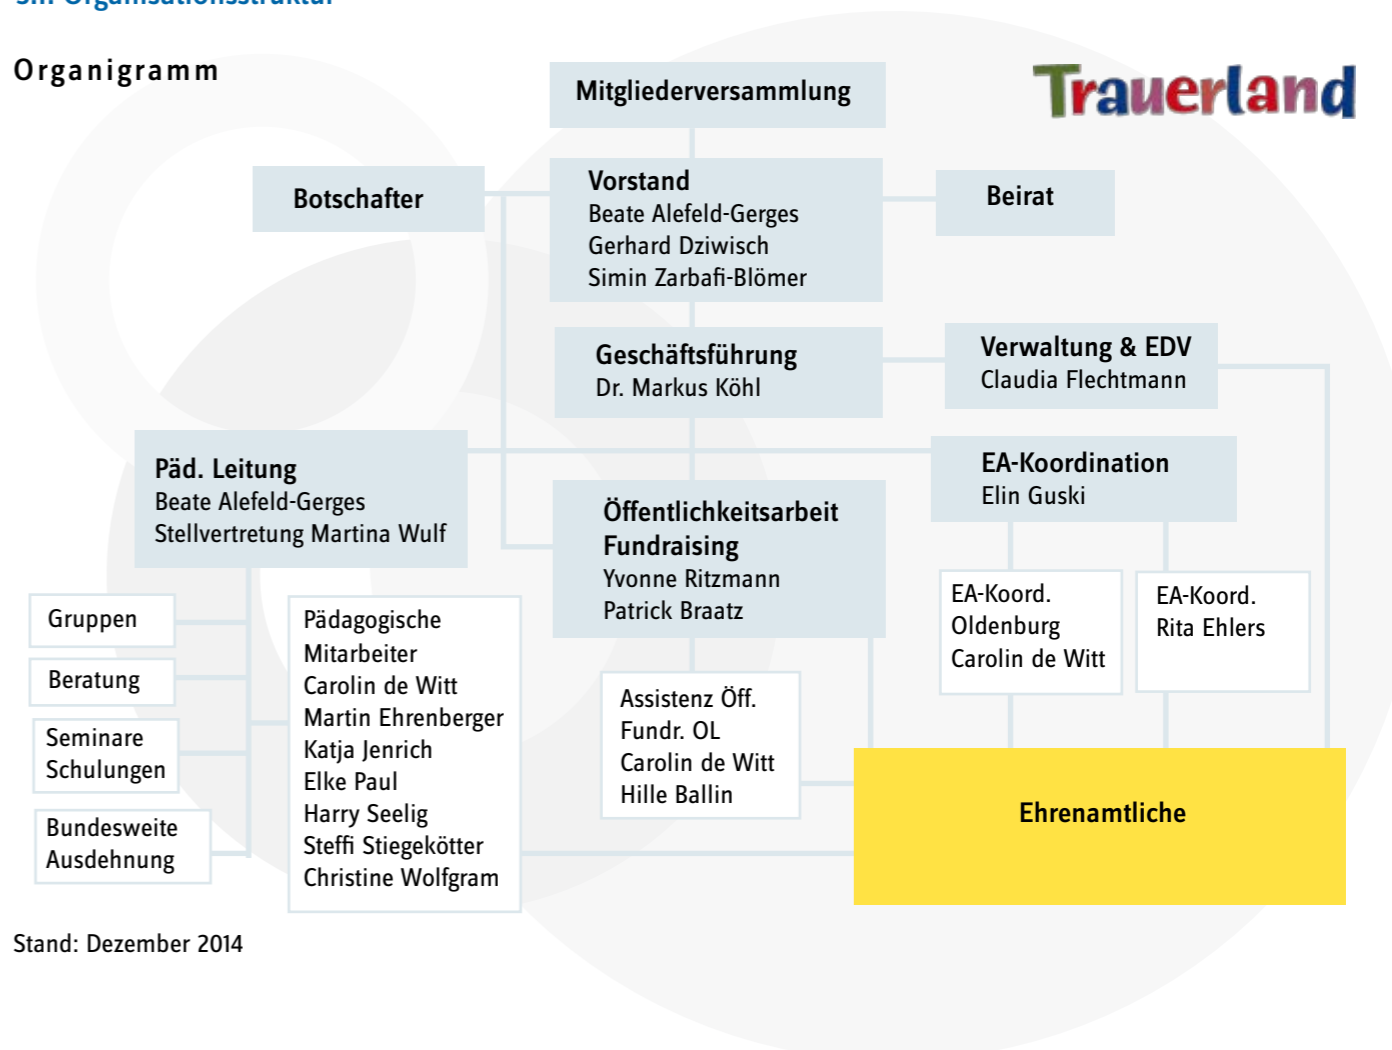 Organisationsstruktur
Organigramm
Trauerland
Mitgliederversammlung
Botschafter
Vorstand
Beate Alefeld-Gerges
Gerhard Dziwisch
Simin Zarbafi-Blömer
Beirat
Geschäftsführung
Dr. Markus Köhl
Verwaltung & EDV
Claudia Flechtmann
Päd. Leitung
Beate Alefeld-Gerges
Stellvertretung Martina Wulf
Öffentlichkeitsarbeit
Fundraising
Yvonne Ritzmann
Patrick Braatz
EA-Koordination
Elin Guski
Gruppen
Beratung
Seminare
Schulungen
Bundesweite
Ausdehnung
Pädagogische
Mitarbeiter
Carolin de Witt
Martin Ehrenberger
Katja Jenrich
Elke Paul
Harry Seelig
Steffi Stiegekötter
Christine Wolfgram
Assistenz Öff.
Fundr. OL
Carolin de Witt
Hille Ballin
EA-Koord.
Oldenburg
Carolin de Witt
EA-Koord.
Rita Ehlers
Ehrenamtliche
Stand: Dezember 2014